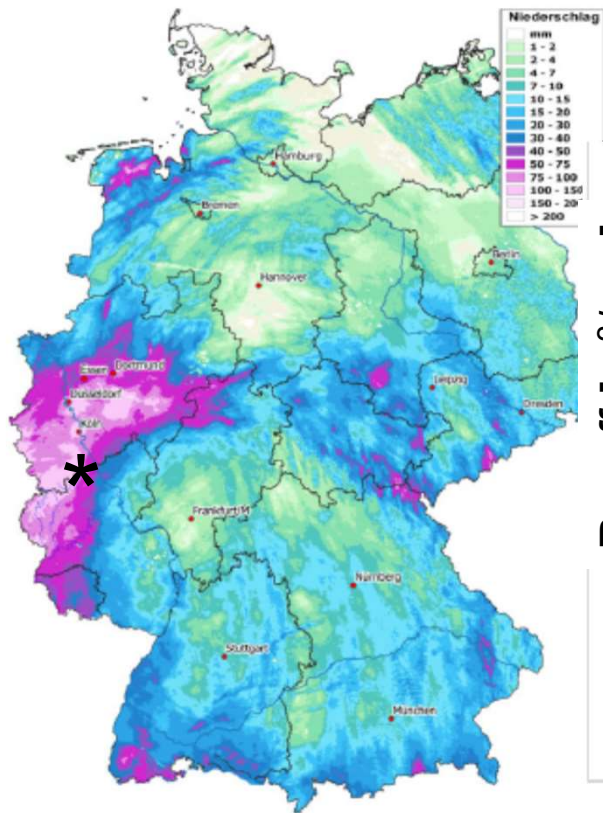 Niederschlag
mm
1 - 2
2 - 4
4 - 7
7 - 10
10 - 15
15 - 20
20 - 30
30 - 40
40 - 50
50 - 75
75 - 100
100 - 150
150 - 200
> 200
Hamburg
Bremen
Berlin
Hannover
Essen
Dortmund
Düsseldorf
Leipzig
Dresden
Köln
*
Frankfurt/M
Nürnberg
Stuttgart
München